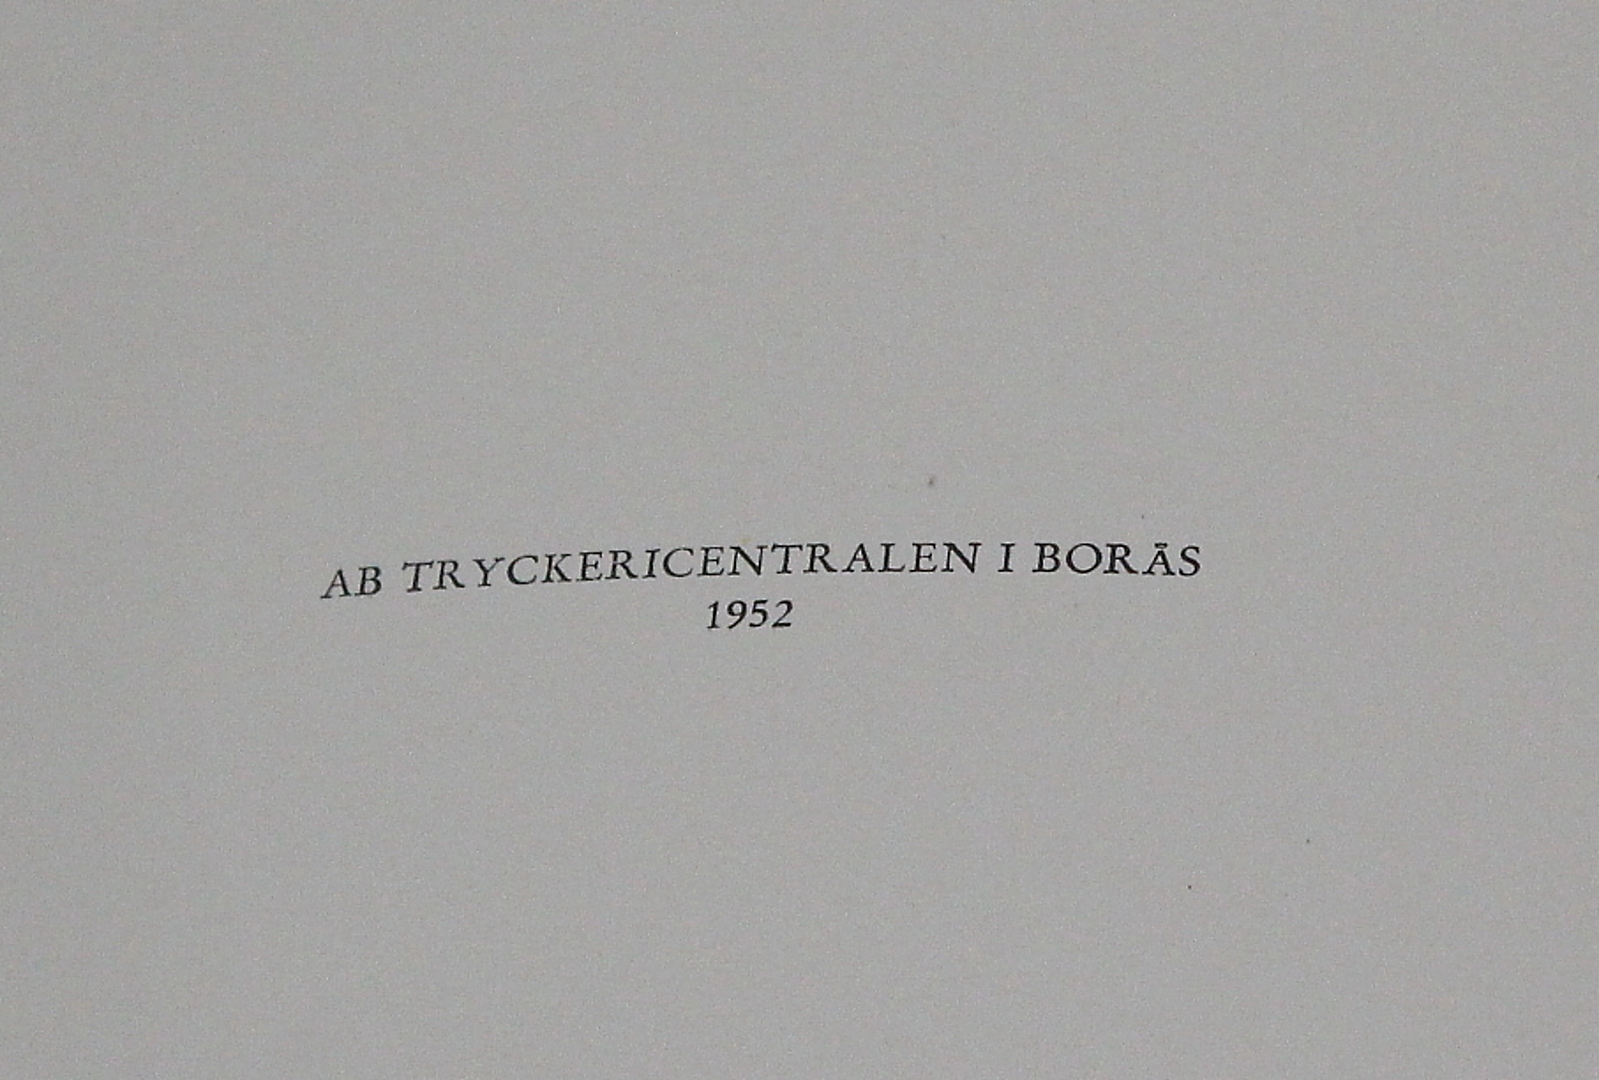 AB TRYCKERICENTRALEN I BORÅS
1952